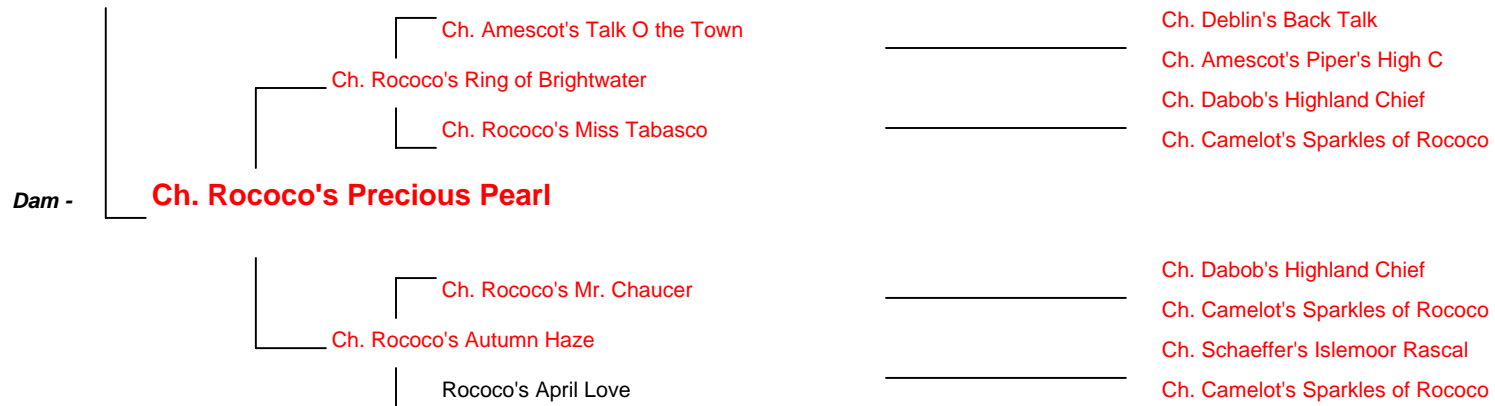 Ch. Deblin's Back Talk
Ch. Amescot's Talk O the Town
Ch. Amescot's Piper's High C
Ch. Rococo's Ring of Brightwater
Ch. Dabob's Highland Chief
Ch. Rococo's Miss Tabasco
Ch. Camelot's Sparkles of Rococo
Dam - Ch. Rococo's Precious Pearl
Ch. Dabob's Highland Chief
Ch. Rococo's Mr. Chaucer
Ch. Camelot's Sparkles of Rococo
Ch. Rococo's Autumn Haze
Ch. Schaeffer's Islemoor Rascal
Rococo's April Love
Ch. Camelot's Sparkles of Rococo